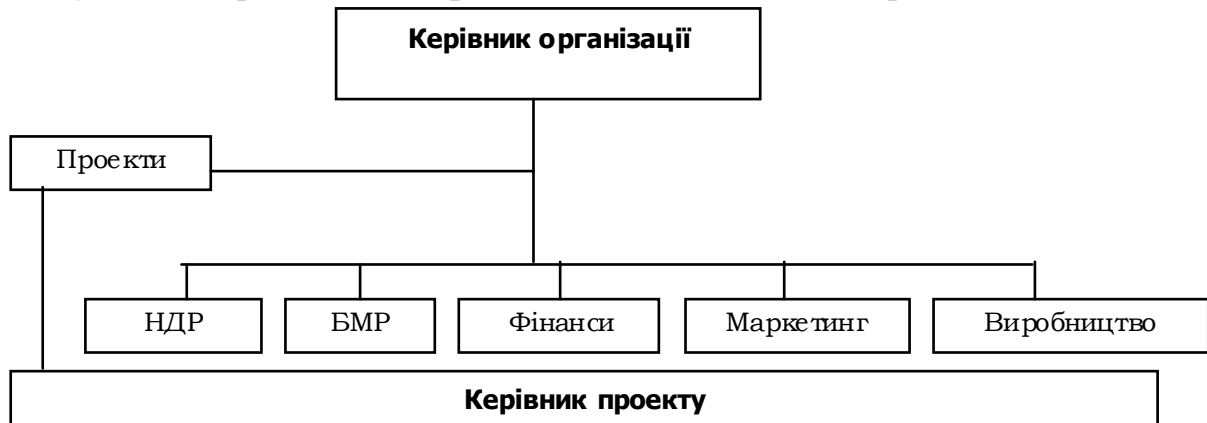 Керівник організації
Проекти
НДР БМР Фінанси Маркетинг Виробництво
Керівник проекту